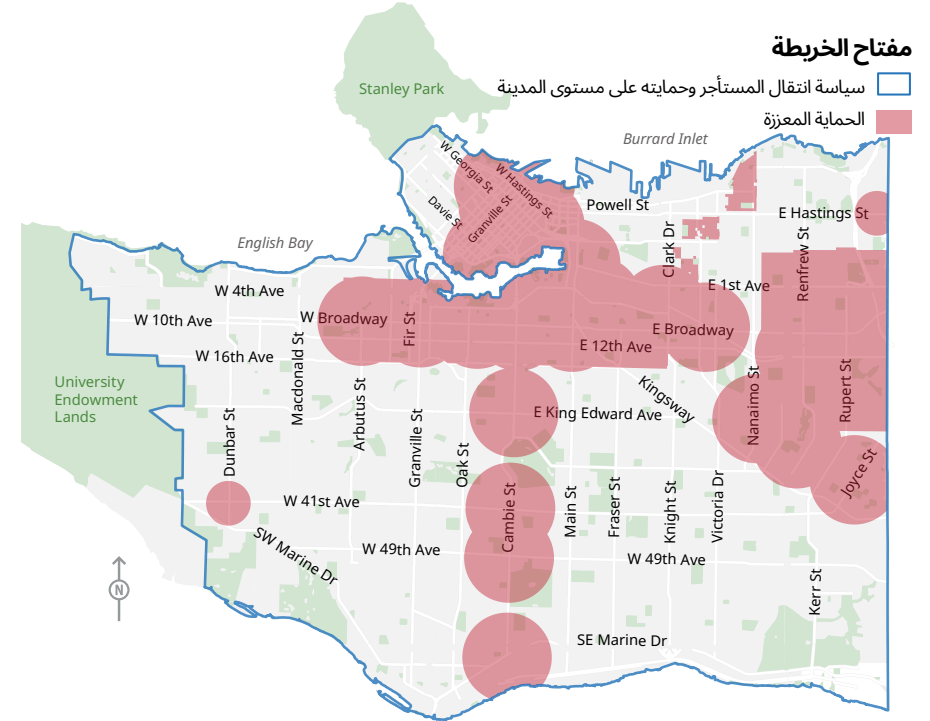 مفتاح الخريطة
سياسة انتقال المستأجر وحمايته على مستوى المدينة
الحماية المعززة
Stanley Park
Burrard Inlet
W Georgia St
W Hastings St
Davie St
Granville St
Powell St
E Hastings St
Clark Dr
Renfrew St
English Bay
E 1st Ave
W 4th Ave
W 10th Ave
W Broadway
Fir St
E Broadway
E 12th Ave
W 16th Ave
Macdonald St
University
Endowment
Lands
Arbutus St
Kingsway
Nanaimo St
Rupert St
E King Edward Ave
Dunbar St
Granville St
Oak St
Joyce St
W 41st Ave
Cambie St
Main St
Fraser St
Knight St
Victoria Dr
SW Marine Dr
W 49th Ave
W 49th Ave
Kerr St
N
SE Marine Dr